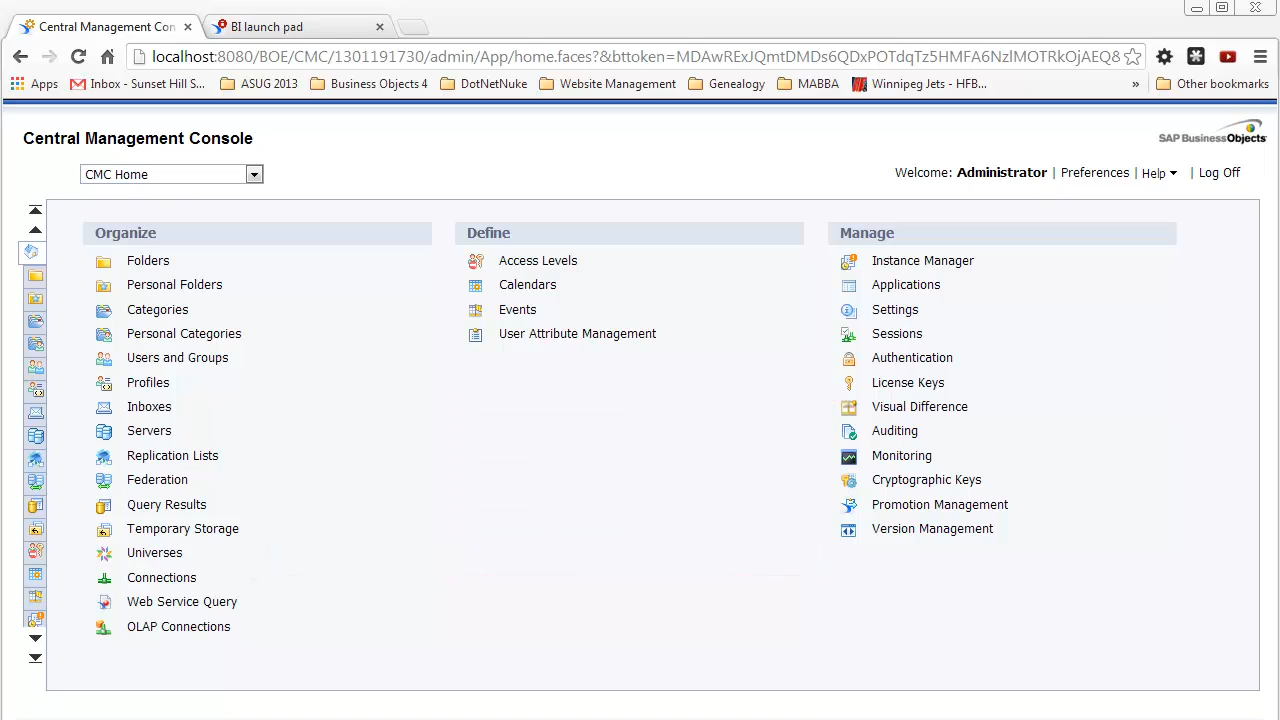 Central Management Con
BI launch pad
localhost:8080/BOE/CMC/1301191730/admin/App/home.faces?&bttoken=MDAwRExJQmtDMDs6QDxPOTdqTz5HMFA6NzlMOTRkOjAEQ8
Apps
Inbox - Sunset Hill S...
ASUG 2013
Business Objects 4
DotNetNuke
Website Management
Genealogy
MABBA
Winnipeg Jets - HFB...
»
Other bookmarks
Central Management Console
SAP BusinessObjects
CMC Home
Welcome: Administrator | Preferences | Help | Log Off
Organize
Folders
Personal Folders
Categories
Personal Categories
Users and Groups
Profiles
Inboxes
Servers
Replication Lists
Federation
Query Results
Temporary Storage
Universes
Connections
Web Service Query
OLAP Connections
Define
Access Levels
Calendars
Events
User Attribute Management
Manage
Instance Manager
Applications
Settings
Sessions
Authentication
License Keys
Visual Difference
Auditing
Monitoring
Cryptographic Keys
Promotion Management
Version Management